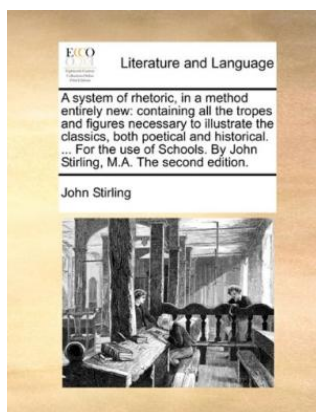 ECCO
Literature and Language
A system of rhetoric, in a method
entirely new: containing all the tropes
and figures necessary to illustrate the
classics, both poetical and historical.
... For the use of Schools. By John
Stirling, M.A. The second edition.
John Stirling